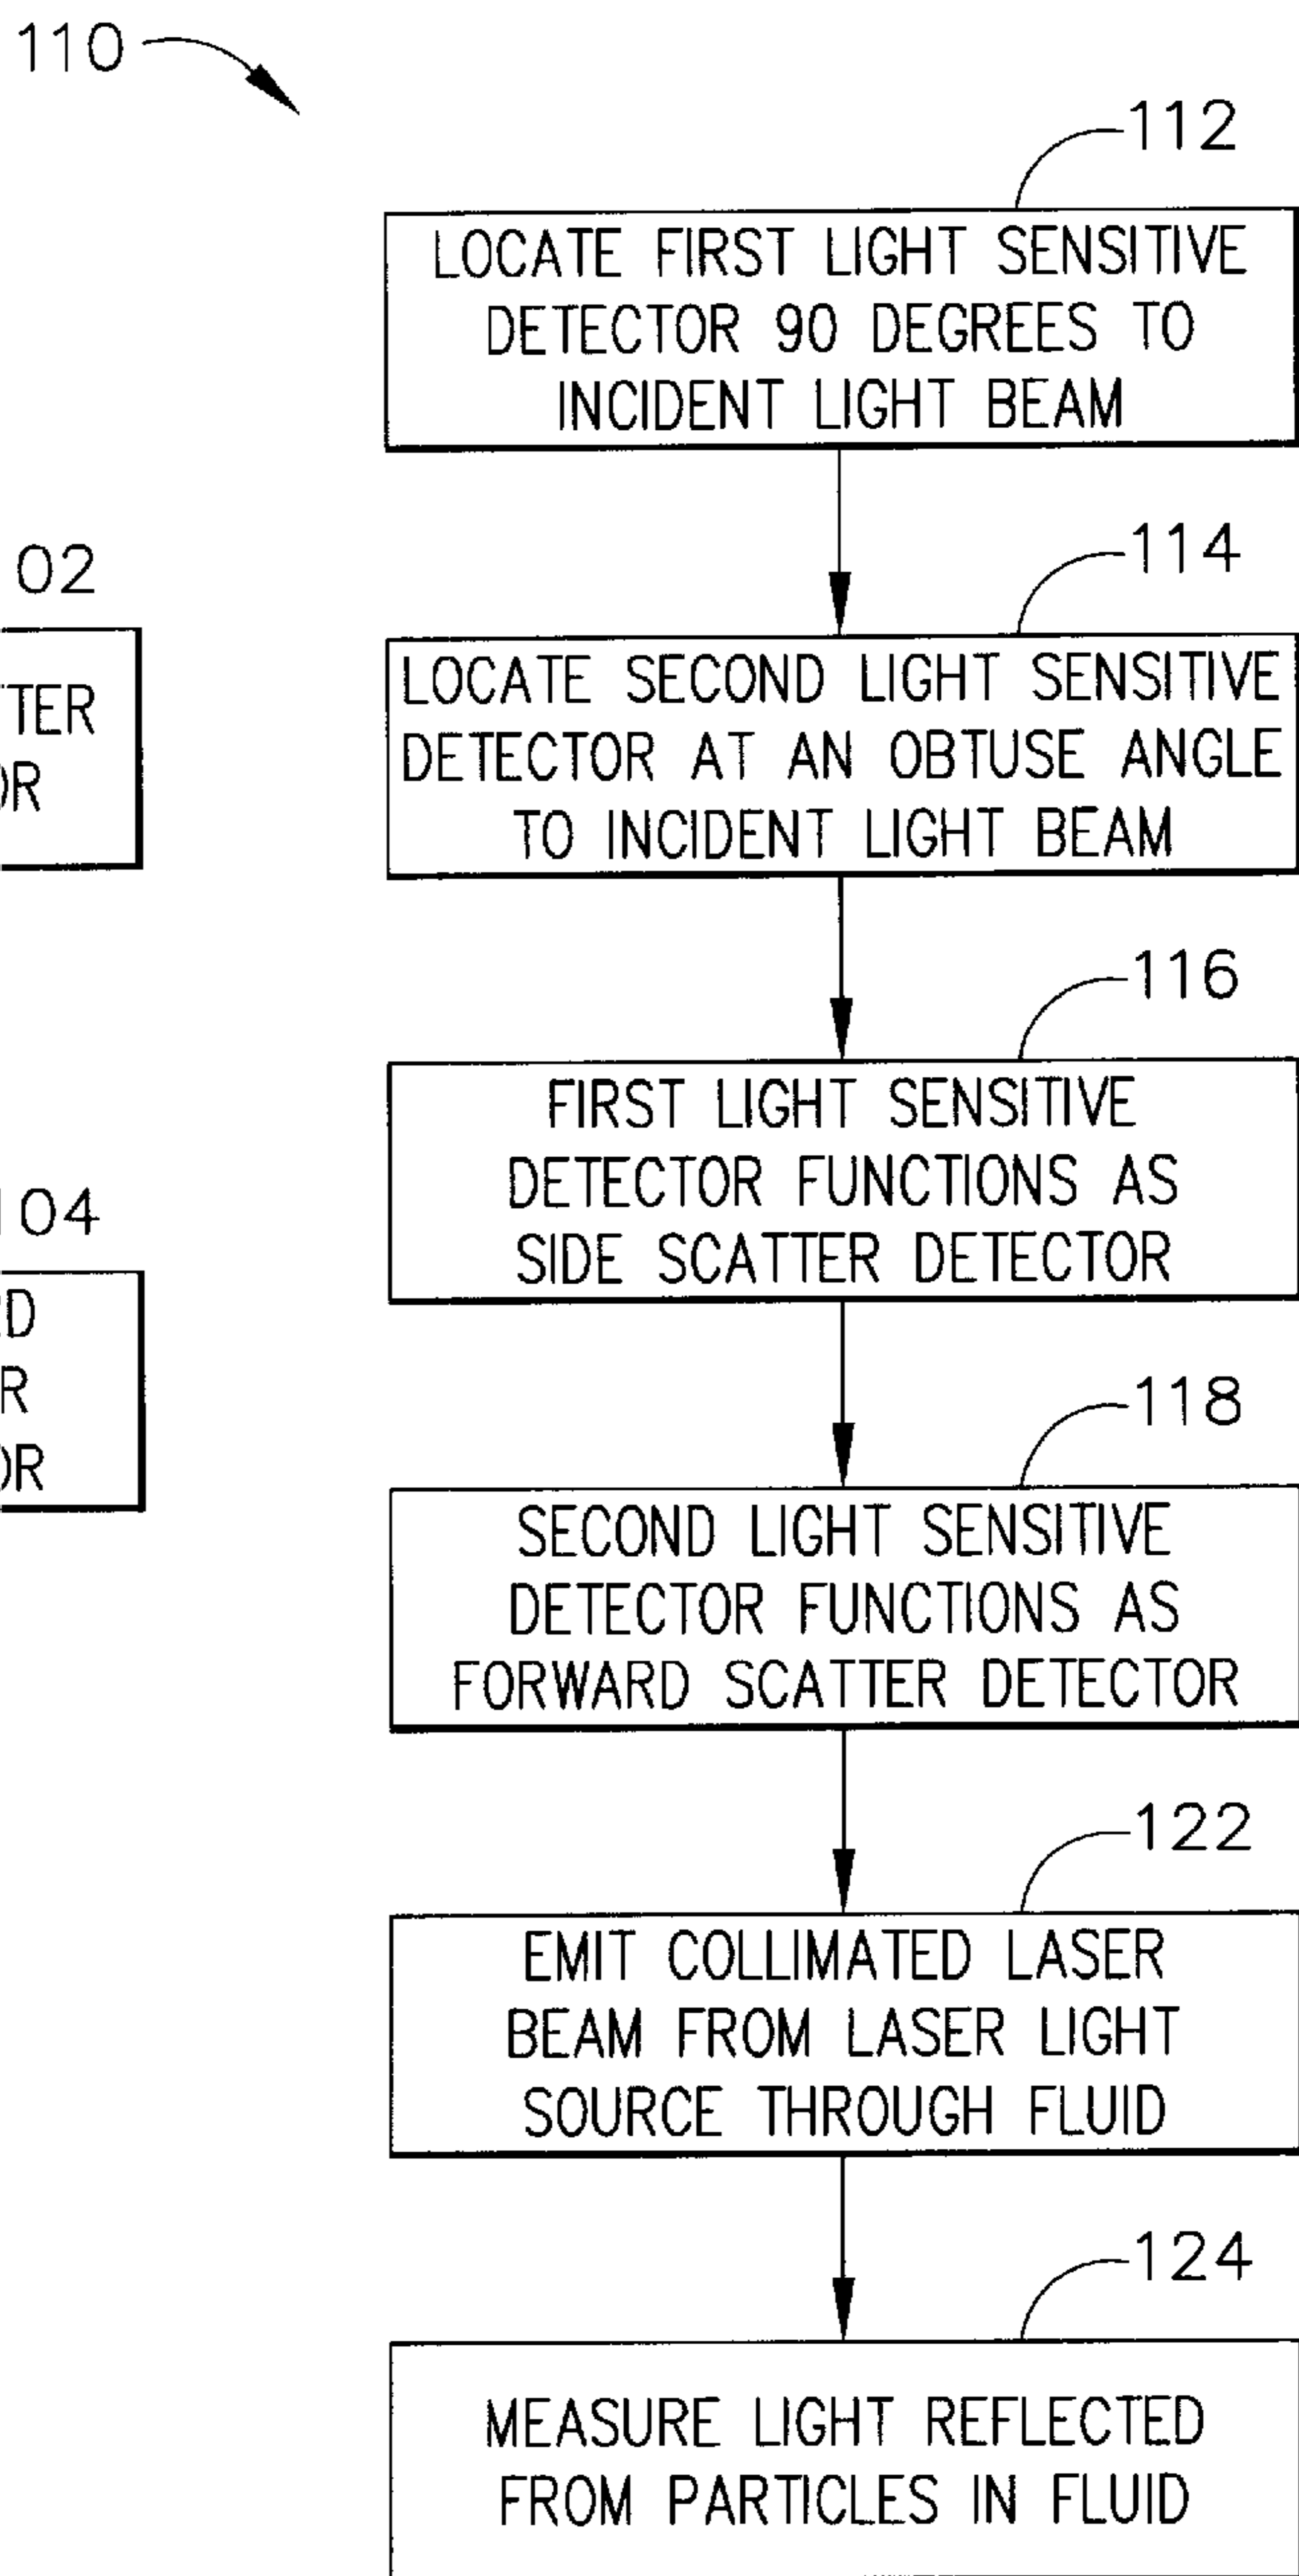 110
112
LOCATE FIRST LIGHT SENSITIVE
DETECTOR 90 DEGREES TO
INCIDENT LIGHT BEAM
114
LOCATE SECOND LIGHT SENSITIVE
DETECTOR AT AN OBTUSE ANGLE
TO INCIDENT LIGHT BEAM
116
FIRST LIGHT SENSITIVE
DETECTOR FUNCTIONS AS
SIDE SCATTER DETECTOR
118
SECOND LIGHT SENSITIVE
DETECTOR FUNCTIONS AS
FORWARD SCATTER DETECTOR
122
EMIT COLLIMATED LASER
BEAM FROM LASER LIGHT
SOURCE THROUGH FLUID
124
MEASURE LIGHT REFLECTED
FROM PARTICLES IN FLUID
02
TER
OR
104
ED
R
OR